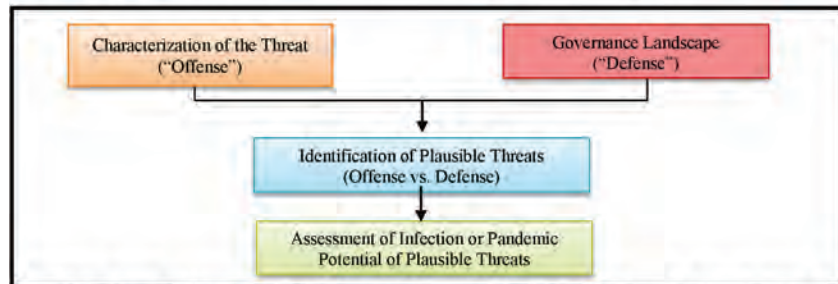 Characterization of the Threat
(“Offense”)
Governance Landscape
(“Defense”)
Identification of Plausible Threats
(Offense vs. Defense)
Assessment of Infection or Pandemic
Potential of Plausible Threats